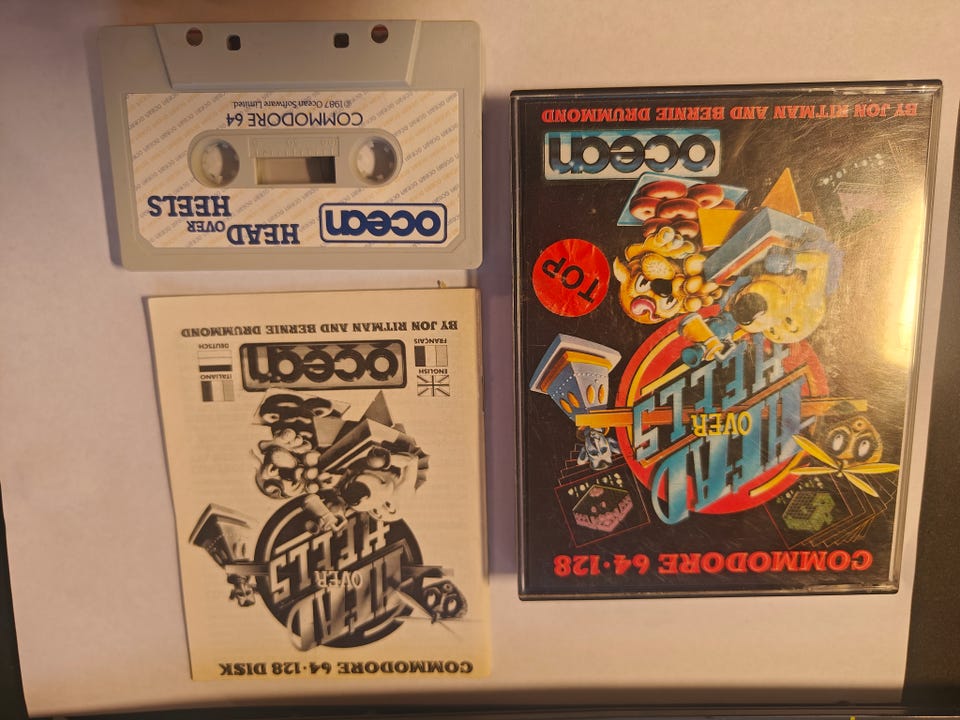 HEAD
OVER
HEELS
ocean
COMMODORE 64
©1987 Ocean Software Limited.
COMMODORE 64·128 DISK
HEAD
OVER
HEELS
ENGLISH
FRANÇAIS
ITALIANO
DEUTSCH
ocean
BY JON RITMAN AND BERNIE DRUMMOND
COMMODORE 64·128
HEAD
OVER
HEELS
TOP
ocean
BY JON RITMAN AND BERNIE DRUMMOND